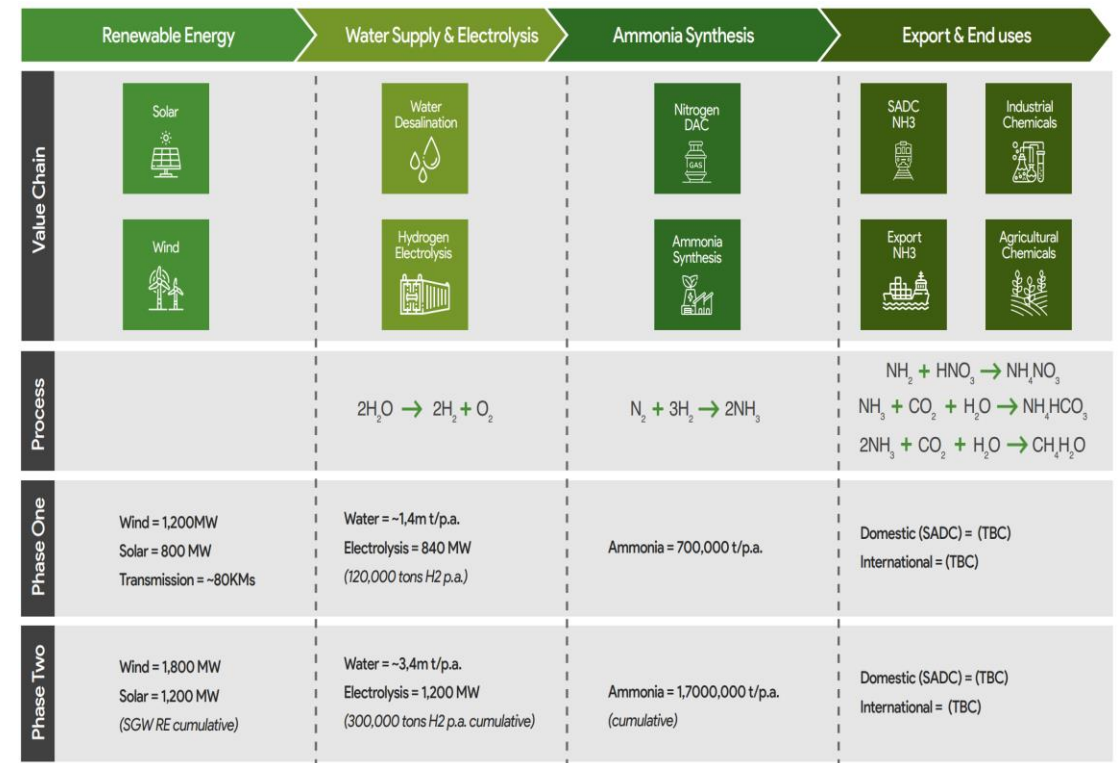 Renewable Energy
Water Supply & Electrolysis
Ammonia Synthesis
Export & End uses
Value Chain
Solar
Wind
Water
Desalination
Hydrogen
Electrolysis
Nitrogen
DAC
GAS
Ammonia
Synthesis
SADC
NH3
Industrial
Chemicals
Export
NH3
Agricultural
Chemicals
Process
2H₂O → 2H₂ + O₂
N₂ + 3H₂ → 2NH₃
NH₂ + HNO₃ → NH₄NO₃
NH₃ + CO₂ + H₂O → NH₄HCO₃
2NH₃ + CO₂ + H₂O → CH₄H₂O
Phase One
Wind = 1,200MW
Solar = 800 MW
Transmission = ~80KMs
Water = ~1,4m t/p.a.
Electrolysis = 840 MW
(120,000 tons H2 p.a.)
Ammonia = 700,000 t/p.a.
Domestic (SADC) = (TBC)
International = (TBC)
Phase Two
Wind = 1,800 MW
Solar = 1,200 MW
(SGW RE cumulative)
Water = ~3,4m t/p.a.
Electrolysis = 1,200 MW
(300,000 tons H2 p.a. cumulative)
Ammonia = 1,7000,000 t/p.a.
(cumulative)
Domestic (SADC) = (TBC)
International = (TBC)